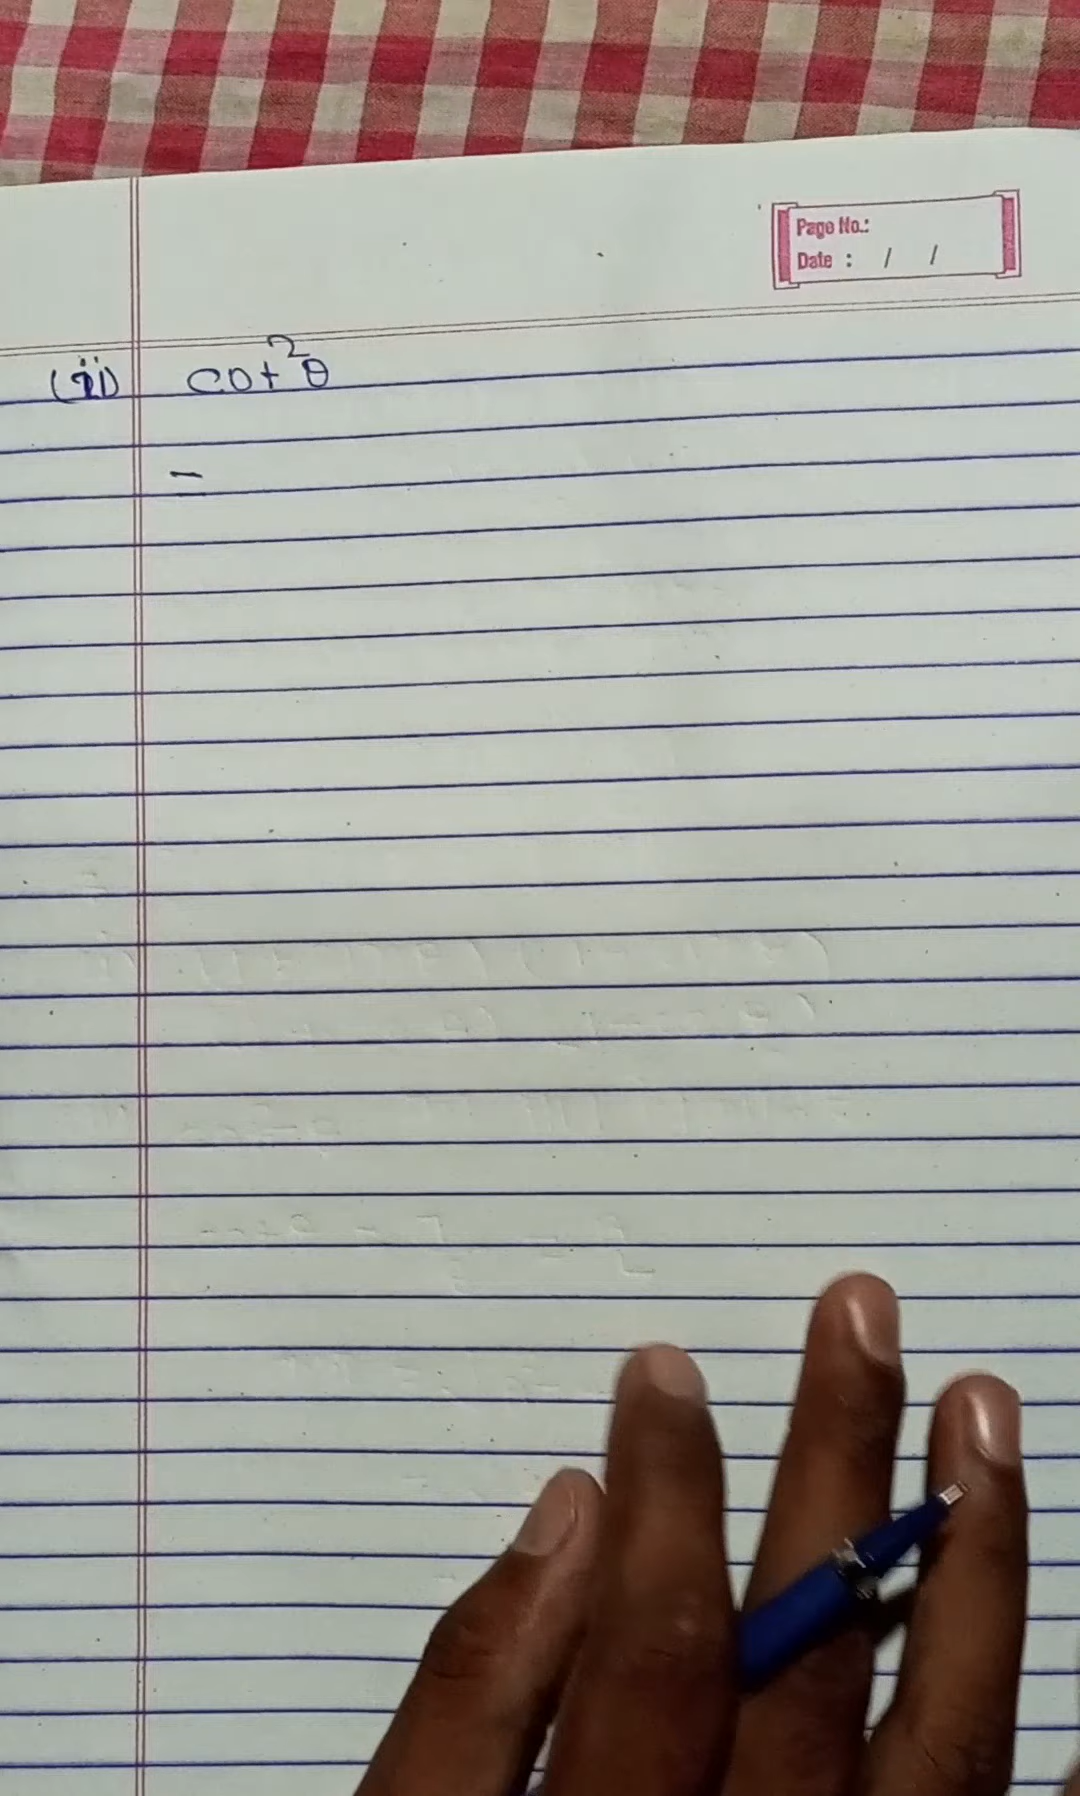 Page No.:
Date : / /
(ii) cot²θ
=